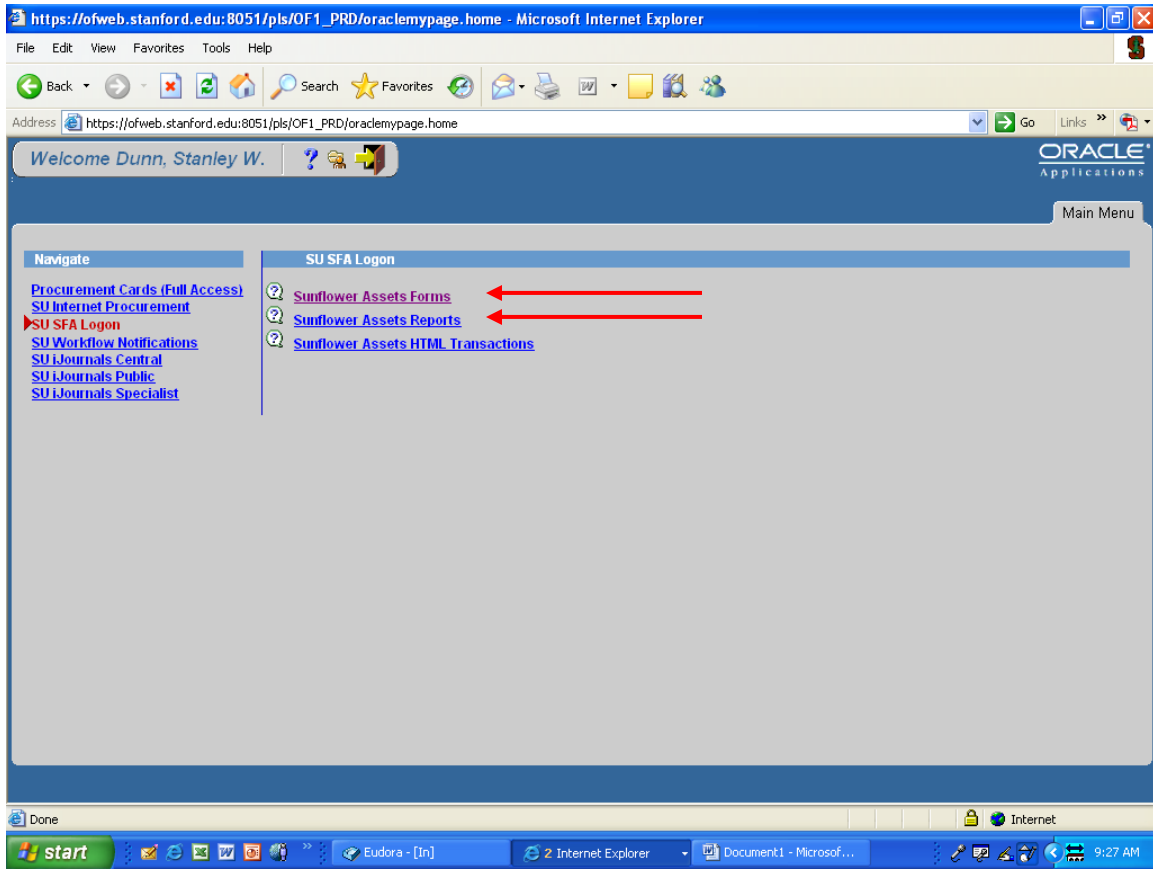 https://ofweb.stanford.edu:8051/pls/OF1_PRD/oraclemypage.home - Microsoft Internet Explorer
File Edit View Favorites Tools Help
Back Search Favorites
Address https://ofweb.stanford.edu:8051/pls/OF1_PRD/oraclemypage.home Go Links »
Welcome Dunn, Stanley W. ?
ORACLE
Applications
Main Menu
Navigate
Procurement Cards (Full Access)
SU Internet Procurement
SU SFA Logon
SU Workflow Notifications
SU iJournals Central
SU iJournals Public
SU iJournals Specialist
SU SFA Logon
Sunflower Assets Forms
Sunflower Assets Reports
Sunflower Assets HTML Transactions
Done Internet
start » Eudora - [In] 2 Internet Explorer Document1 - Microsof... 9:27 AM